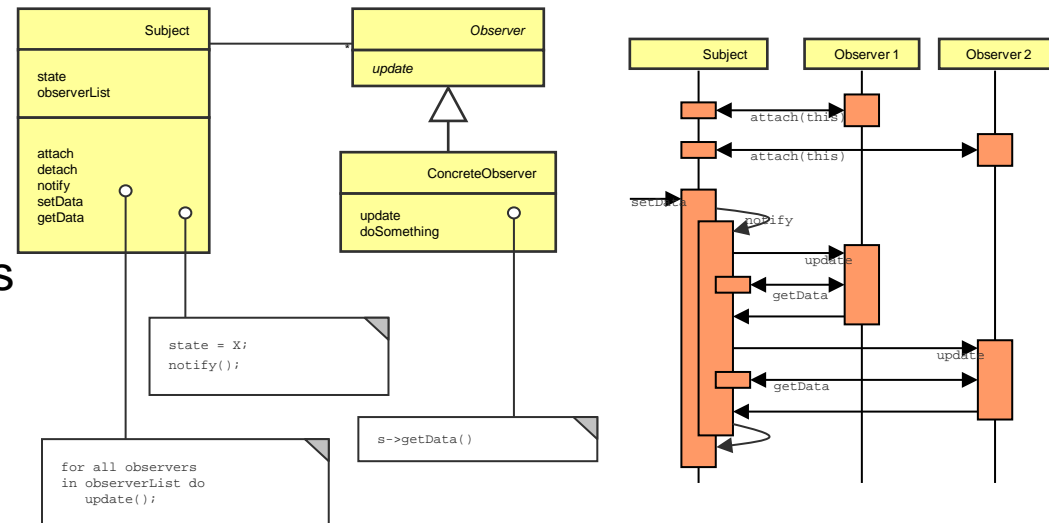 Subject
state
observerList
attach
detach
notify
setData
getData
*
Observer
update
ConcreteObserver
update
doSomething
s
state = X;
notify();
s->getData()
for all observers
in observerList do
update();
Subject
Observer 1
Observer 2
attach(this)
attach(this)
setData
notify
update
getData
update
getData